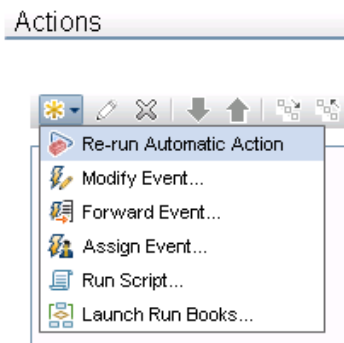 Actions
Re-run Automatic Action
Modify Event...
Forward Event...
Assign Event...
Run Script...
Launch Run Books...